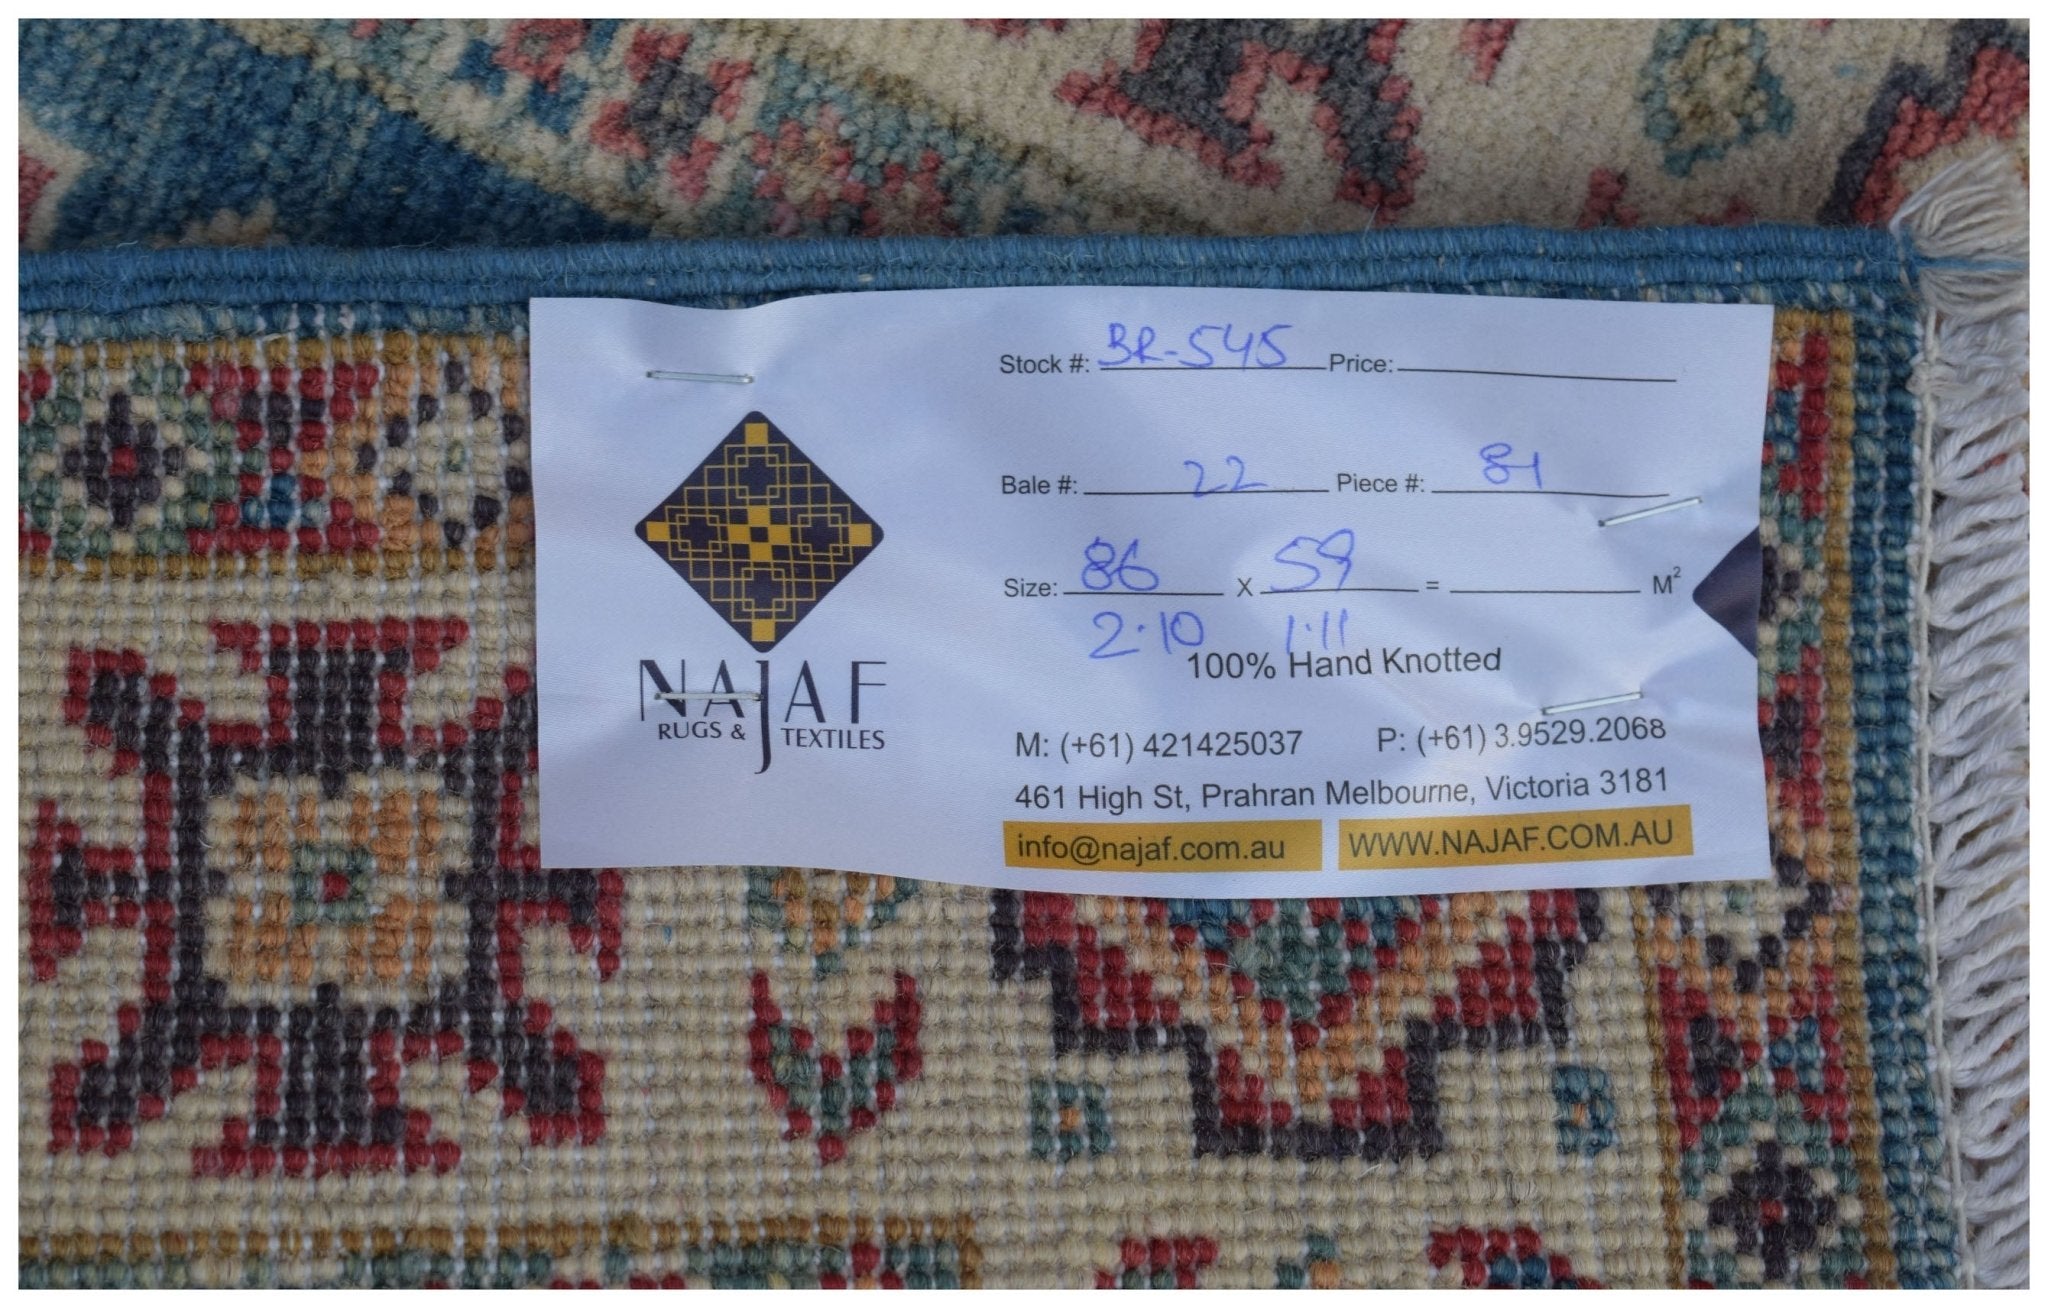 Stock #: BR-545 Price:
Bale #: 22 Piece #: 81
Size: 86 X 59 = M²
2.10 1.11
100% Hand Knotted
NAJAF
RUGS & TEXTILES
M: (+61) 421425037 P: (+61) 3.9529.2068
461 High St, Prahran Melbourne, Victoria 3181
info@najaf.com.au WWW.NAJAF.COM.AU